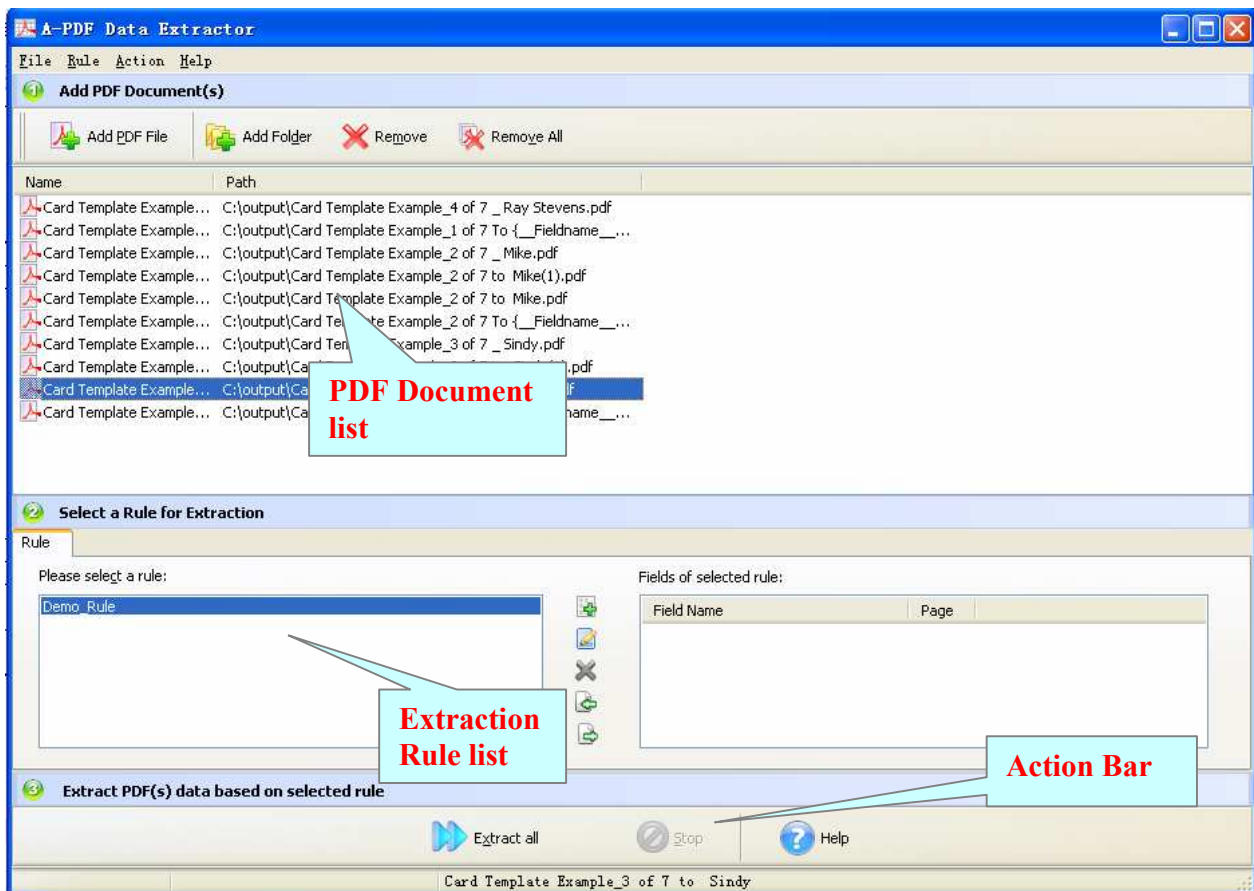 A-PDF Data Extractor
File Rule Action Help
1 Add PDF Document(s)
Add PDF File Add Folder Remove Remove All
Name Path
Card Template Example... C:\output\Card Template Example_4 of 7 _ Ray Stevens.pdf
Card Template Example... C:\output\Card Template Example_1 of 7 To {__Fieldname__...
Card Template Example... C:\output\Card Template Example_2 of 7 _ Mike.pdf
Card Template Example... C:\output\Card Template Example_2 of 7 to Mike(1).pdf
Card Template Example... C:\output\Card Template Example_2 of 7 to Mike.pdf
Card Template Example... C:\output\Card Template Example_2 of 7 To {__Fieldname__...
Card Template Example... C:\output\Card Template Example_3 of 7 _ Sindy.pdf
Card Template Example... .pdf
Card Template Example... C:\output\
Card Template Example... C:\output\
PDF Document
list
2 Select a Rule for Extraction
Rule
Please select a rule:
Demo_Rule
Extraction
Rule list
Fields of selected rule:
Field Name Page
Action Bar
3 Extract PDF(s) data based on selected rule
Extract all Stop Help
Card Template Example_3 of 7 to Sindy